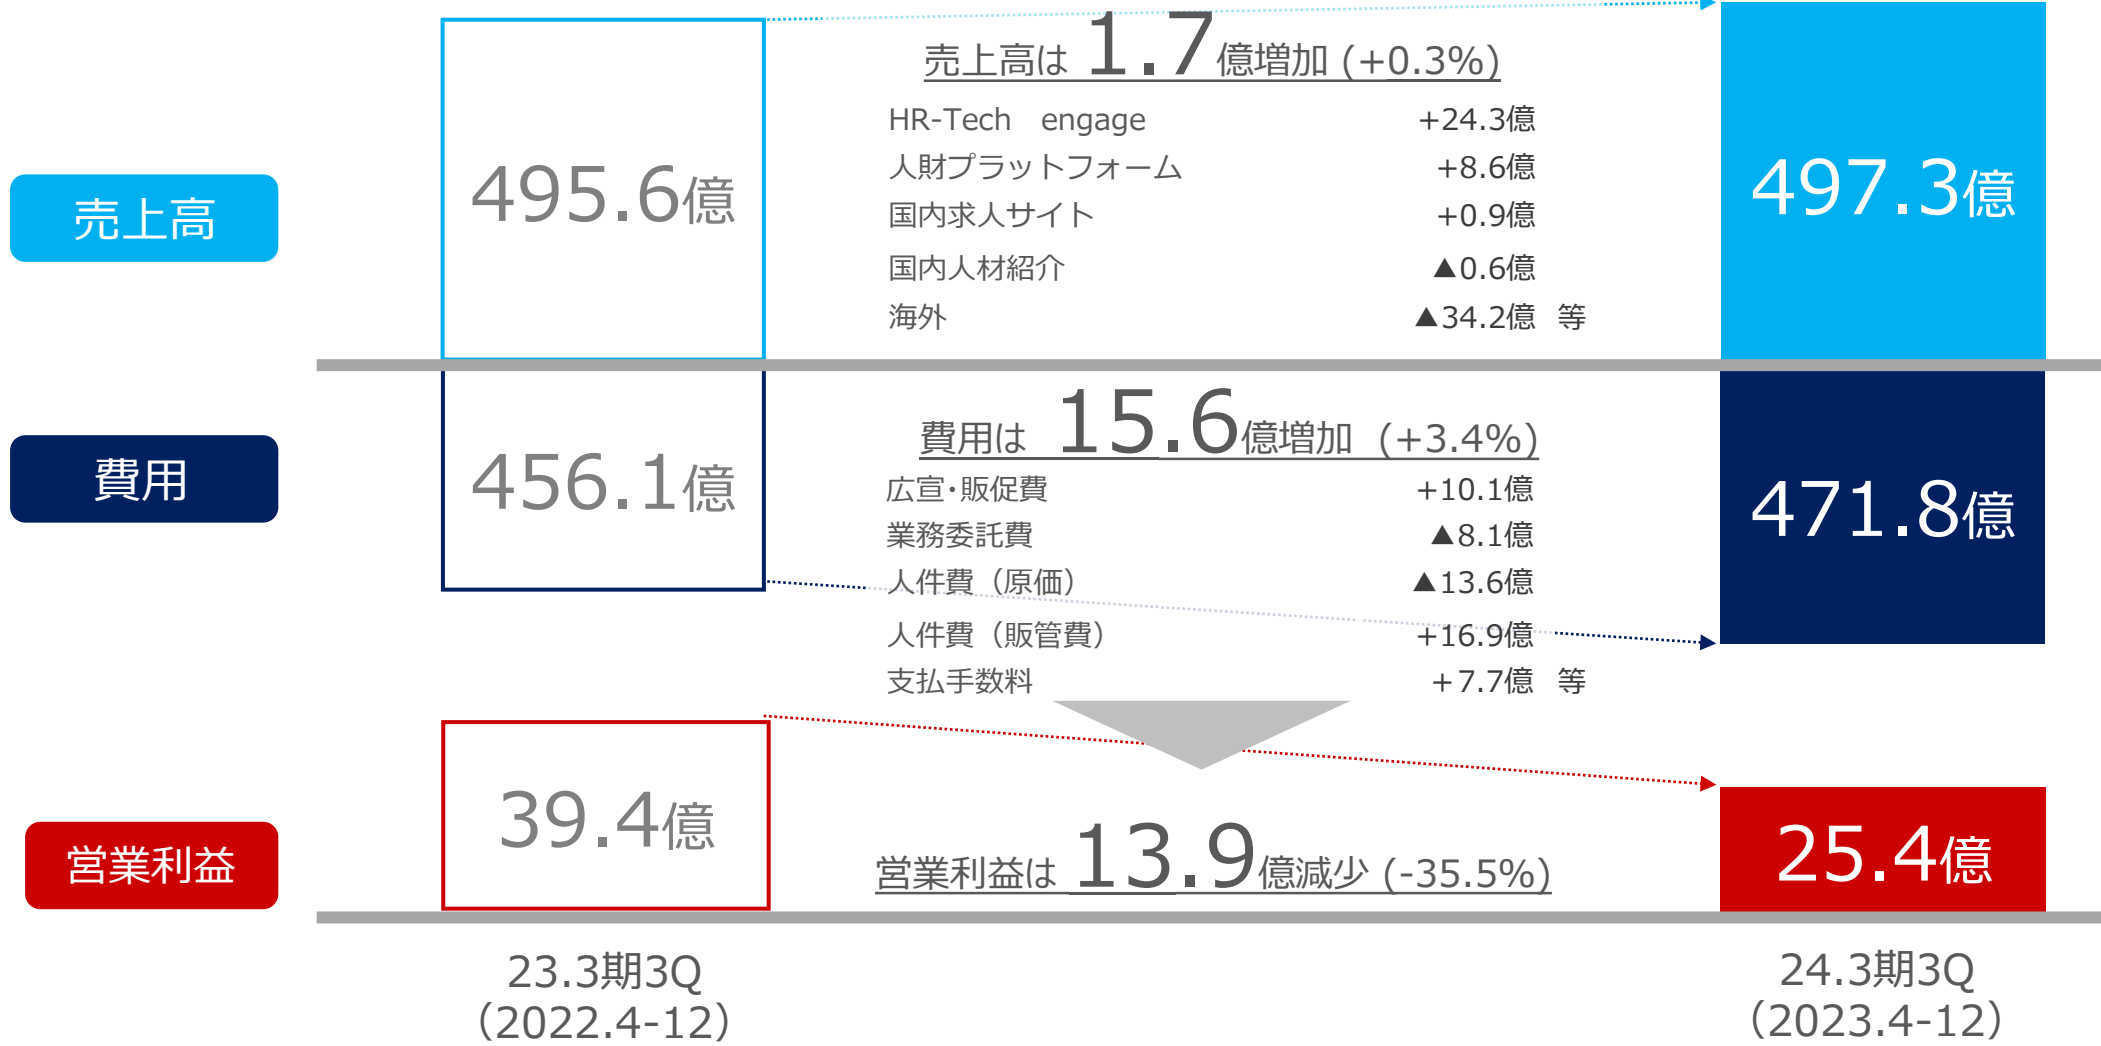 売上高は 1.7億増加 (+0.3%)
HR-Tech　engage +24.3億
人財プラットフォーム +8.6億
国内求人サイト +0.9億
国内人材紹介 ▲0.6億
海外 ▲34.2億 等
売上高
495.6億
497.3億
費用は 15.6億増加 (+3.4%)
広宣・販促費 +10.1億
業務委託費 ▲8.1億
人件費（原価） ▲13.6億
人件費（販管費） +16.9億
支払手数料 +7.7億 等
費用
456.1億
471.8億
営業利益
39.4億
営業利益は 13.9億減少 (-35.5%)
25.4億
23.3期3Q
（2022.4-12）
24.3期3Q
（2023.4-12）